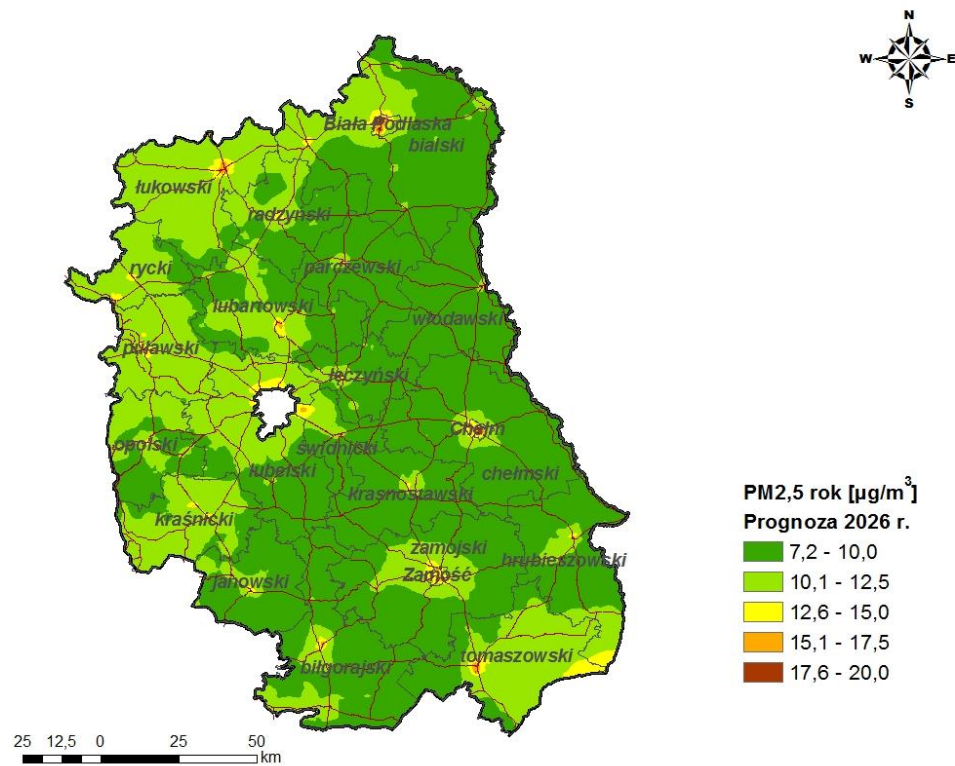 N
W E
S
Biała Podlaska
bialski
łukowski
radzyński
rycki
parczewski
lubartowski
włodawski
puławski
łęczyński
Chełm
opolski
świdnicki
lubelski
chełmski
krasnostawski
kraśnicki
zamojski
hrubieszowski
Zamość
janowski
tomaszowski
biłgorajski
PM2,5 rok [µg/m³]
Prognoza 2026 r.
7,2 - 10,0
10,1 - 12,5
12,6 - 15,0
15,1 - 17,5
17,6 - 20,0
25 12,5 0 25 50
km